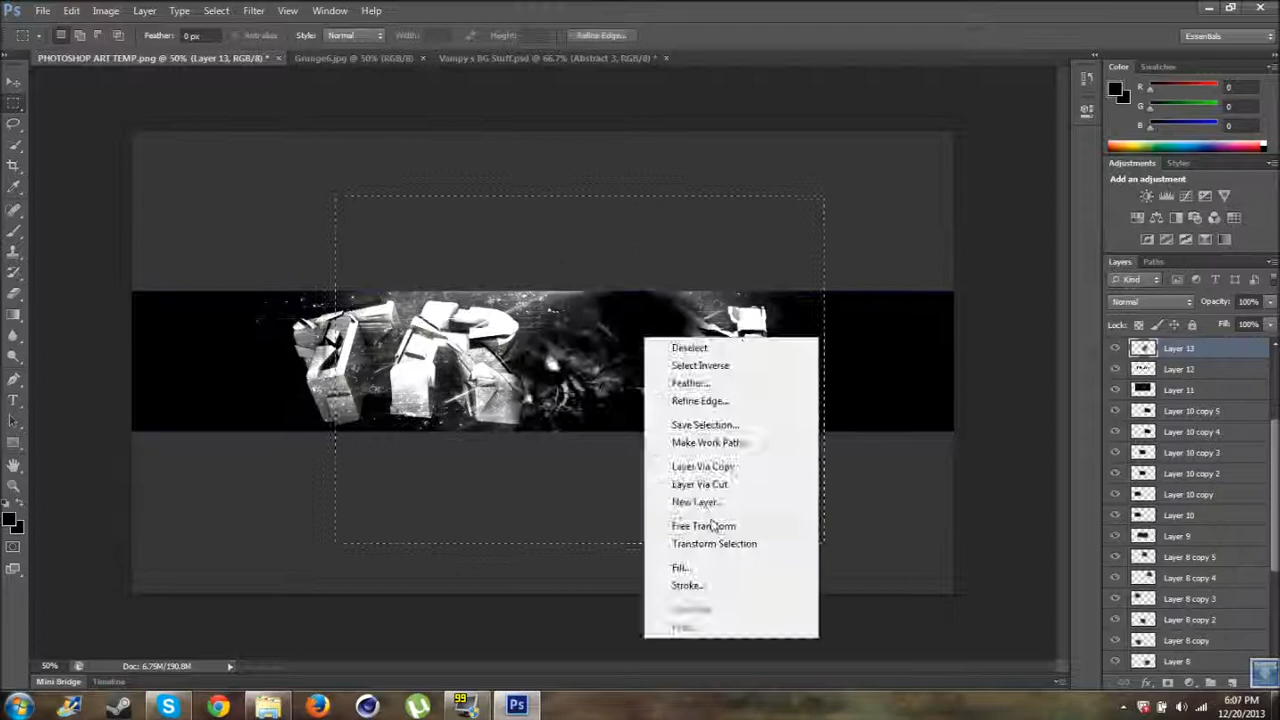 Ps File Edit Image Layer Type Select Filter View Window Help
Feather: 0 px Antialias Style: Normal Width: Height: Refine Edge... Essentials
PHOTOSHOP ART TEMP.png @ 50% (Layer 13, RGB/8) * × Grunge6.jpg @ 50% (RGB/8) × Vampy s BG Stuff.psd @ 66.7% (Abstract 3, RGB/8) * ×
Color Swatches
R 0
G 0
B 0
Adjustments Styles
Add an adjustment
Layers Paths
Kind
Normal Opacity: 100%
Lock: Fill: 100%
Layer 13
Layer 12
Layer 11
Layer 10 copy 5
Layer 10 copy 4
Layer 10 copy 3
Layer 10 copy 2
Layer 10 copy
Layer 10
Layer 9
Layer 8 copy 5
Layer 8 copy 4
Layer 8 copy 3
Layer 8 copy 2
Layer 8 copy
Layer 8
Deselect
Select Inverse
Feather...
Refine Edge...
Save Selection...
Make Work Path
Layer Via Copy
Layer Via Cut
New Layer...
Free Transform
Transform Selection
Fill...
Stroke...
50% Doc: 6.75M/190.8M
Mini Bridge Timeline
99
Ps
6:07 PM
12/20/2013